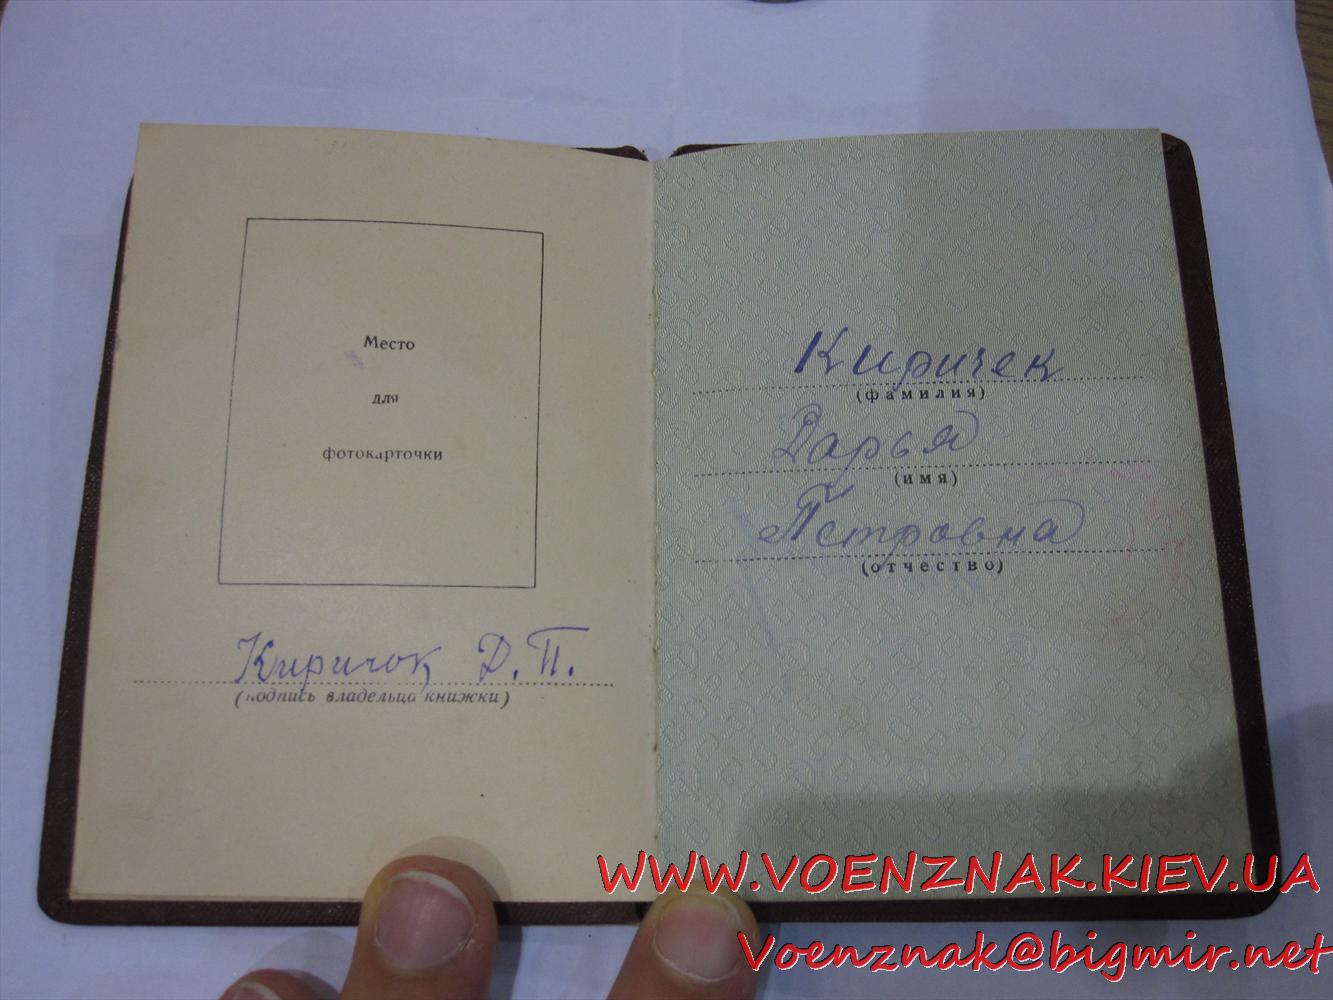 Место
для
фотокарточки
Киричок Д.П.
(подпись владельца книжки)
Киричек
(фамилия)
Дарья
(имя)
Петровна
(отчество)
WWW.VOENZNAK.KIEV.UA
Voenznak@bigmir.net